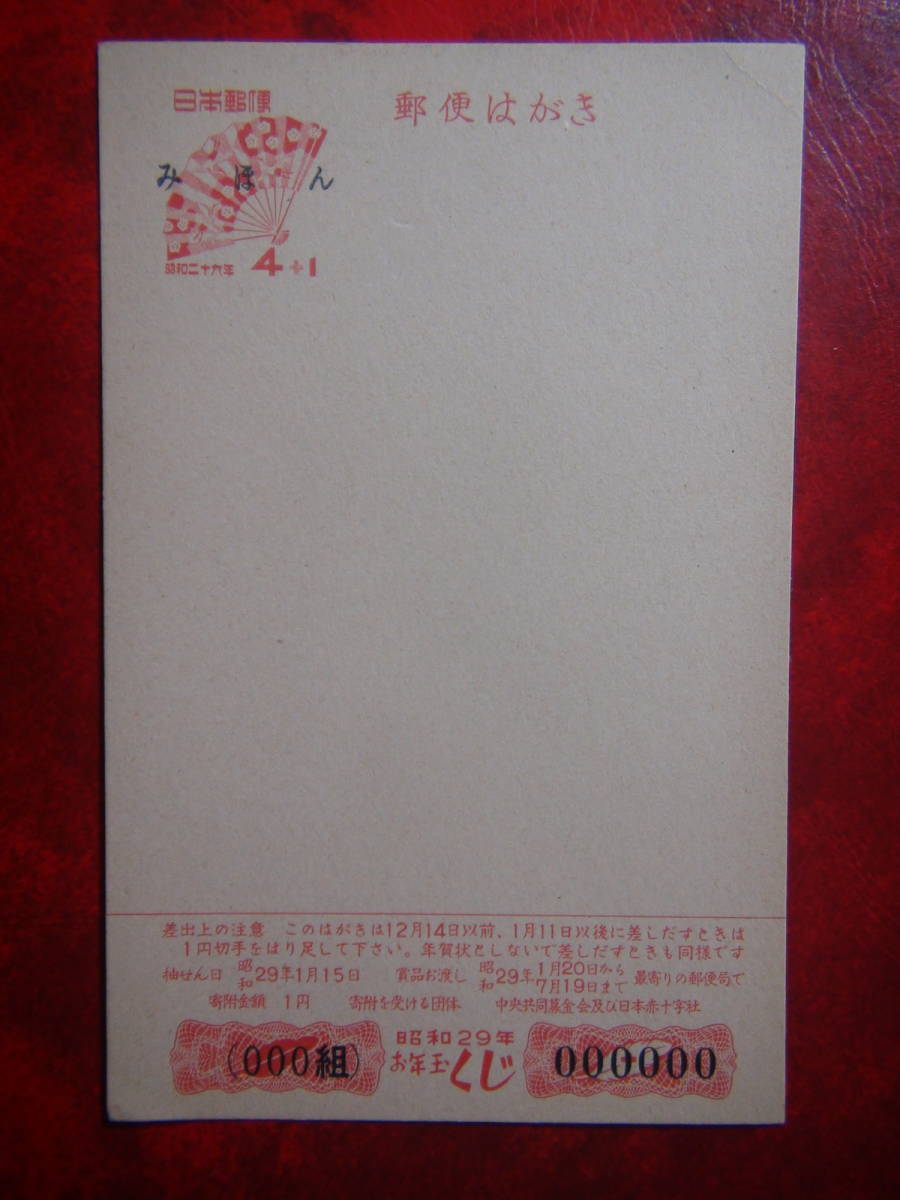 日本郵便
郵便はがき
みほん
昭和二十九年 4+1
差出上の注意 このはがきは12月14日以前、1月11日以後に差しだすときは
1円切手をはり足して下さい。年賀状としないで差しだすときも同様です
抽せん日 昭和29年1月15日 賞品お渡し 昭和29年1月20日から7月19日まで 最寄りの郵便局で
寄附金額 1円 寄附を受ける団体 中央共同募金会及び日本赤十字社
昭和29年
(000組) お年玉くじ 000000